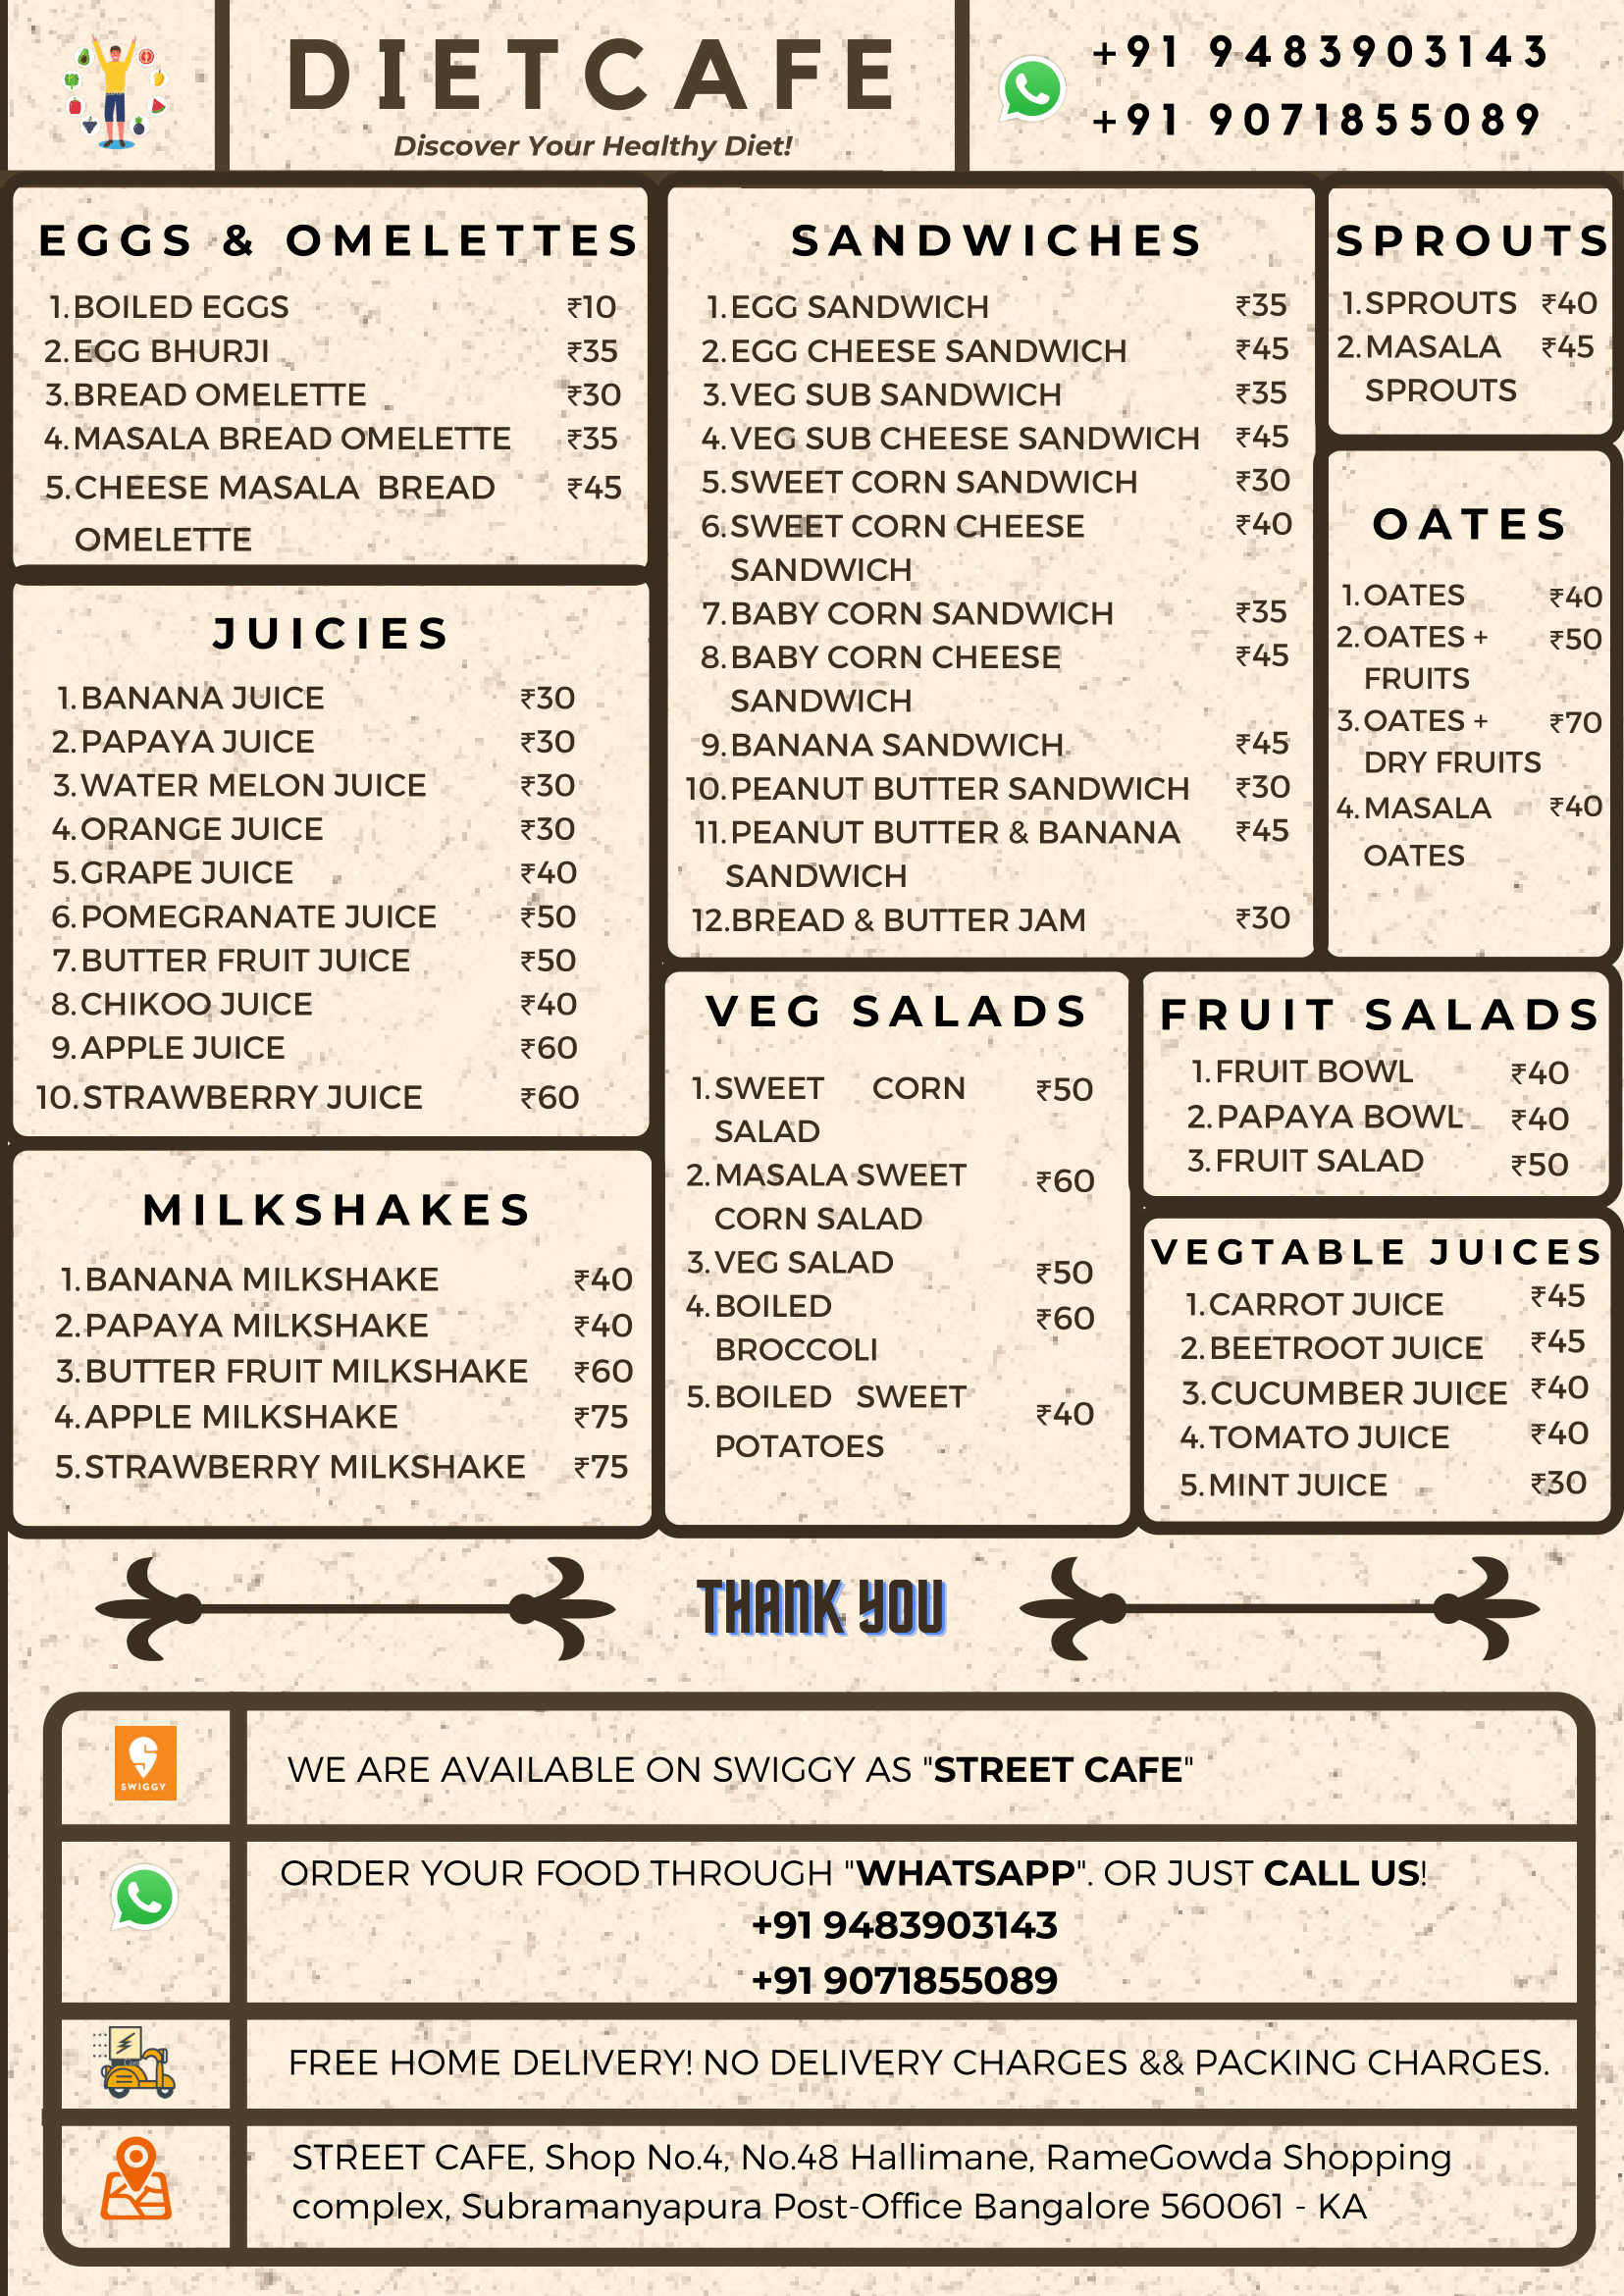 DIETCAFE
Discover Your Healthy Diet!
+91 9483903143
+91 9071855089
EGGS & OMELETTES
1. BOILED EGGS ₹10
2. EGG BHURJI ₹35
3. BREAD OMELETTE ₹30
4. MASALA BREAD OMELETTE ₹35
5. CHEESE MASALA BREAD ₹45
OMELETTE
JUICIES
1. BANANA JUICE ₹30
2. PAPAYA JUICE ₹30
3. WATER MELON JUICE ₹30
4. ORANGE JUICE ₹30
5. GRAPE JUICE ₹40
6. POMEGRANATE JUICE ₹50
7. BUTTER FRUIT JUICE ₹50
8. CHIKOO JUICE ₹40
9. APPLE JUICE ₹60
10. STRAWBERRY JUICE ₹60
MILKSHAKES
1. BANANA MILKSHAKE ₹40
2. PAPAYA MILKSHAKE ₹40
3. BUTTER FRUIT MILKSHAKE ₹60
4. APPLE MILKSHAKE ₹75
5. STRAWBERRY MILKSHAKE ₹75
SANDWICHES
1. EGG SANDWICH ₹35
2. EGG CHEESE SANDWICH ₹45
3. VEG SUB SANDWICH ₹35
4. VEG SUB CHEESE SANDWICH ₹45
5. SWEET CORN SANDWICH ₹30
6. SWEET CORN CHEESE ₹40
SANDWICH
7. BABY CORN SANDWICH ₹35
8. BABY CORN CHEESE ₹45
SANDWICH
9. BANANA SANDWICH ₹45
10. PEANUT BUTTER SANDWICH ₹30
11. PEANUT BUTTER & BANANA ₹45
SANDWICH
12. BREAD & BUTTER JAM ₹30
SPROUTS
1. SPROUTS ₹40
2. MASALA ₹45
SPROUTS
OATES
1. OATES ₹40
2. OATES + ₹50
FRUITS
3. OATES + ₹70
DRY FRUITS
4. MASALA ₹40
OATES
VEG SALADS
1. SWEET CORN ₹50
SALAD
2. MASALA SWEET ₹60
CORN SALAD
3. VEG SALAD ₹50
4. BOILED ₹60
BROCCOLI
5. BOILED SWEET ₹40
POTATOES
FRUIT SALADS
1. FRUIT BOWL ₹40
2. PAPAYA BOWL ₹40
3. FRUIT SALAD ₹50
VEGTABLE JUICES
1. CARROT JUICE ₹45
2. BEETROOT JUICE ₹45
3. CUCUMBER JUICE ₹40
4. TOMATO JUICE ₹40
5. MINT JUICE ₹30
THANK YOU
SWIGGY
WE ARE AVAILABLE ON SWIGGY AS "STREET CAFE"
ORDER YOUR FOOD THROUGH "WHATSAPP". OR JUST CALL US!
+91 9483903143
+91 9071855089
FREE HOME DELIVERY! NO DELIVERY CHARGES && PACKING CHARGES.
STREET CAFE, Shop No.4, No.48 Hallimane, RameGowda Shopping
complex, Subramanyapura Post-Office Bangalore 560061 - KA